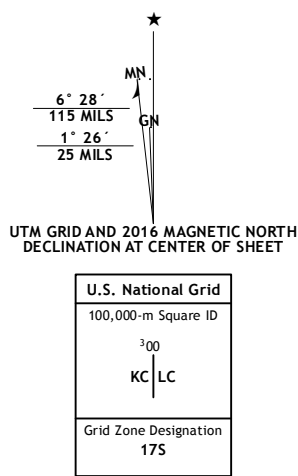 ★
MN
6° 28´
115 MILS
GN
1° 26´
25 MILS
UTM GRID AND 2016 MAGNETIC NORTH
DECLINATION AT CENTER OF SHEET
U.S. National Grid
100,000-m Square ID
³00
KC LC
Grid Zone Designation
17S